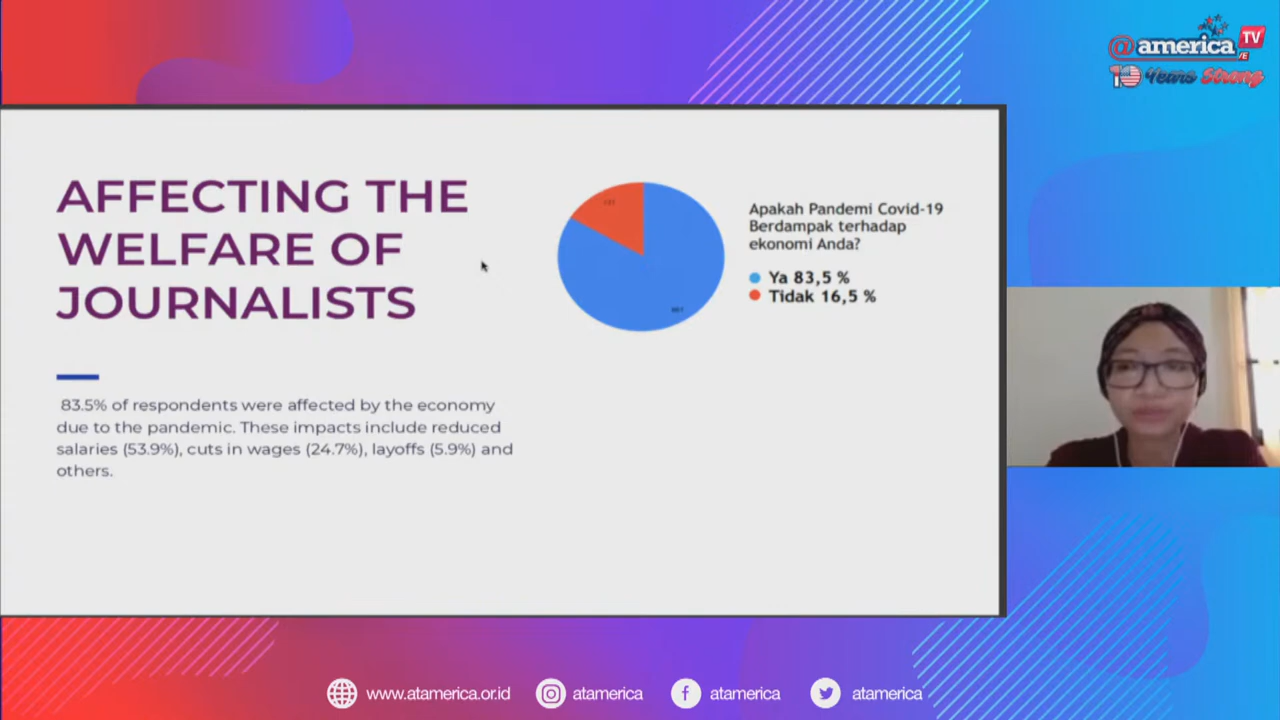 @america TV
10 Years Strong
AFFECTING THE
WELFARE OF
JOURNALISTS
83.5% of respondents were affected by the economy
due to the pandemic. These impacts include reduced
salaries (53.9%), cuts in wages (24.7%), layoffs (5.9%) and
others.
Apakah Pandemi Covid-19
Berdampak terhadap
ekonomi Anda?
Ya 83,5 %
Tidak 16,5 %
www.atamerica.or.id
atamerica
atamerica
atamerica